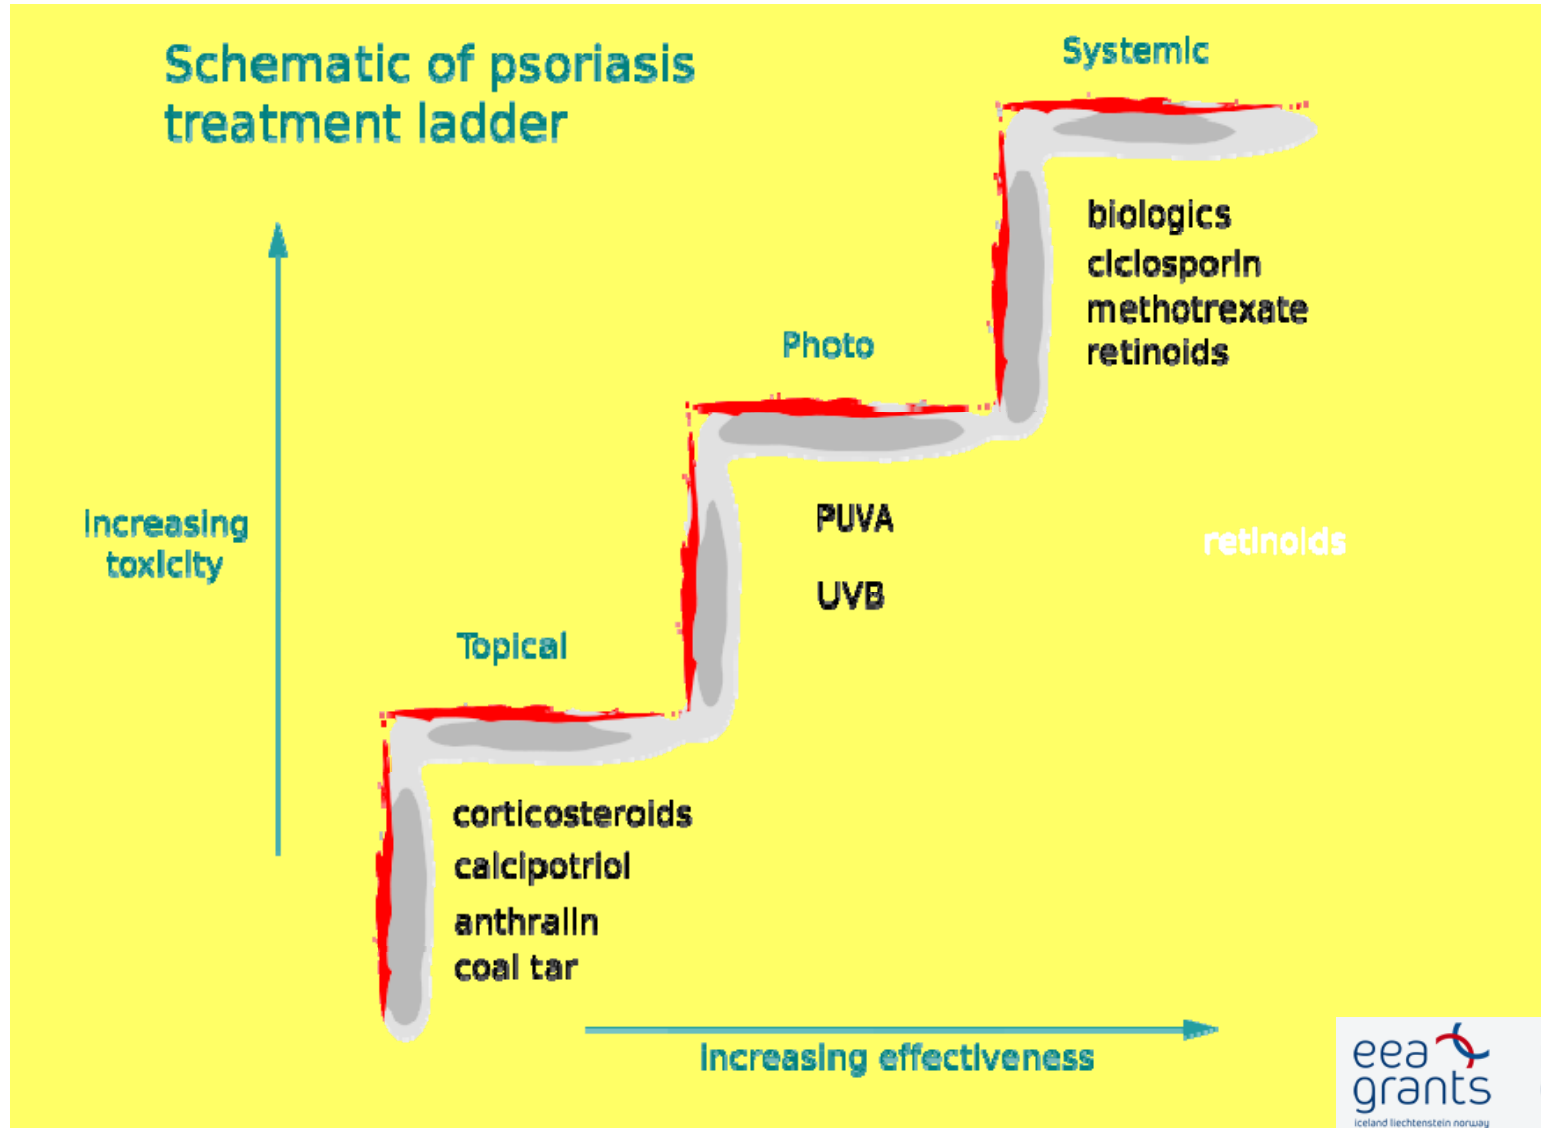 Schematic of psoriasis
treatment ladder
Systemic
biologics
ciclosporin
methotrexate
retinoids
Photo
PUVA
UVB
retinoids
Increasing
toxicity
Topical
corticosteroids
calcipotriol
anthralin
coal tar
Increasing effectiveness
eea
grants
iceland liechtenstein norway